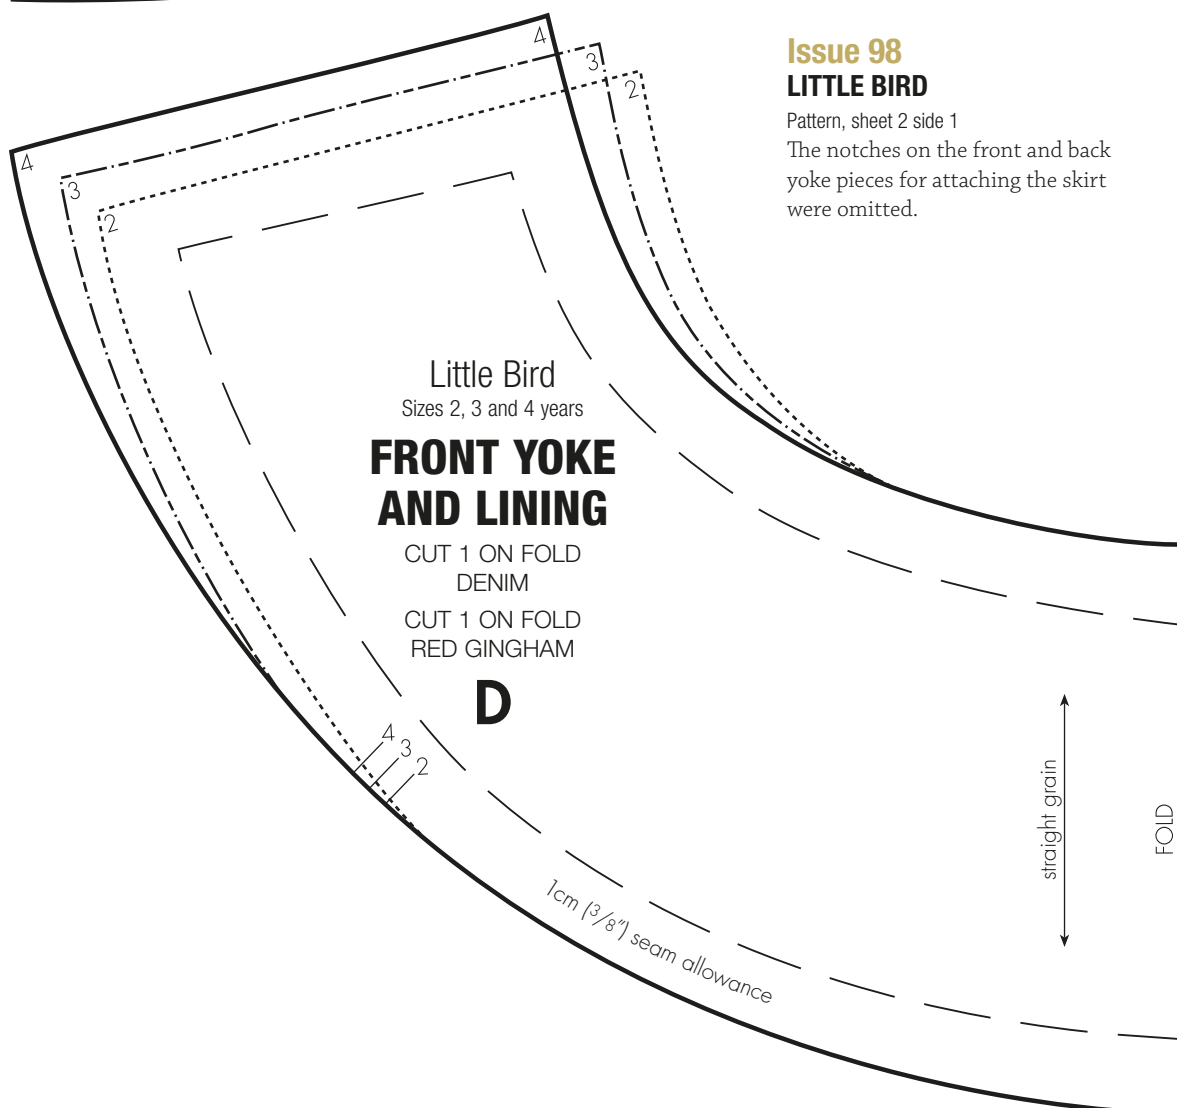 Issue 98
LITTLE BIRD
Pattern, sheet 2 side 1
The notches on the front and back
yoke pieces for attaching the skirt
were omitted.
4
3
2
4
3
2
Little Bird
Sizes 2, 3 and 4 years
FRONT YOKE
AND LINING
CUT 1 ON FOLD
DENIM
CUT 1 ON FOLD
RED GINGHAM
D
4
3
2
1cm (3/8") seam allowance
straight grain
FOLD